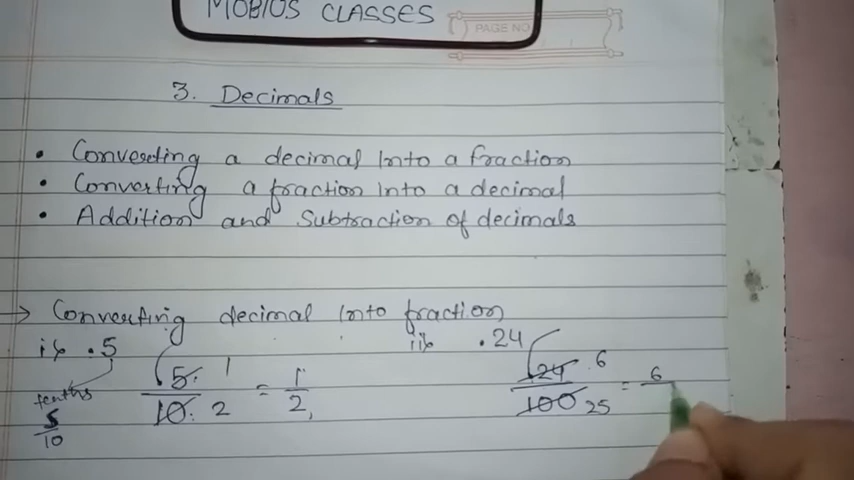 MOBIUS CLASSES
PAGE NO
3. Decimals
• Converting a decimal Into a fraction
• Converting a fraction Into a decimal
• Addition and Subtraction of decimals
→ Converting decimal Into fraction
i) .5 5/10 1 2 = 1/2
tenths
5/10
ii) .24 24/100 6 25 = 6